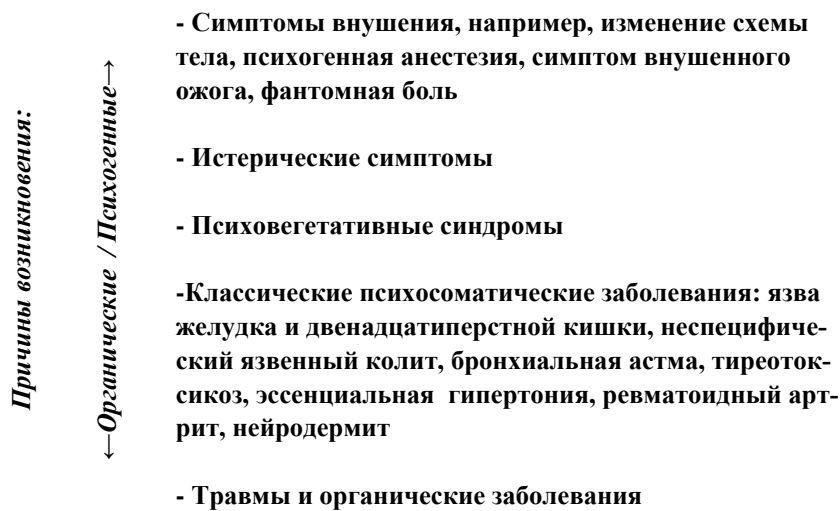 Причины возникновения:
←Органические / Психогенные→
- Симптомы внушения, например, изменение схемы
тела, психогенная анестезия, симптом внушенного
ожога, фантомная боль
- Истерические симптомы
- Психовегетативные синдромы
-Классические психосоматические заболевания: язва
желудка и двенадцатиперстной кишки, неспецифиче-
ский язвенный колит, бронхиальная астма, тиреоток-
сикоз, эссенциальная гипертония, ревматоидный арт-
рит, нейродермит
- Травмы и органические заболевания